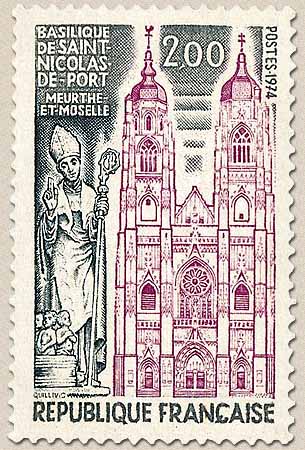 BASILIQUE
DE SAINT-
NICOLAS-
DE-PORT
MEURTHE-
ET-MOSELLE
2.00
POSTES-1974
QUILLIVIC
REPUBLIQUE FRANÇAISE